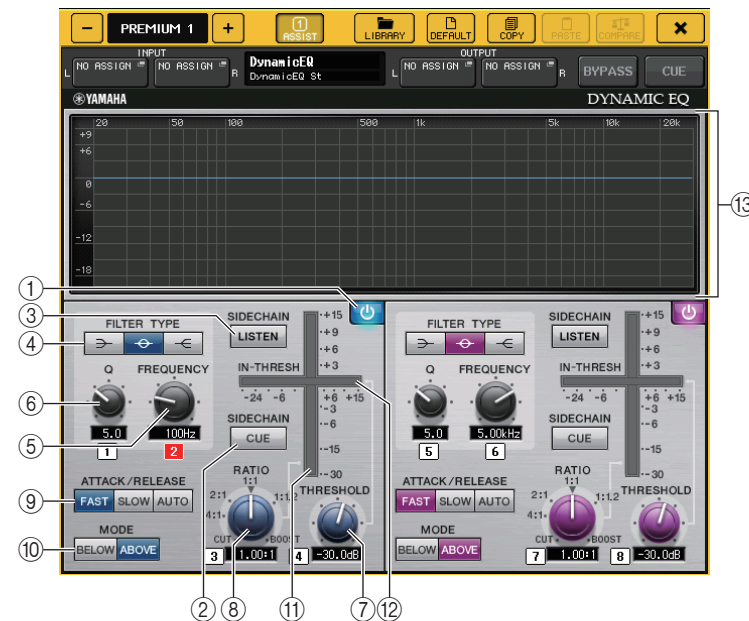 PREMIUM 1
1
ASSIST
LIBRARY
DEFAULT
COPY
PASTE
COMPARE
INPUT
L
NO ASSIGN
NO ASSIGN
R
DynamicEQ
DynamicEQ St
OUTPUT
L
NO ASSIGN
NO ASSIGN
R
BYPASS
CUE
YAMAHA
DYNAMIC EQ
20 50 100 500 1k 5k 10k 20k
+9
+6
0
-6
-12
-18
⑬
①
③
④
⑥
⑤
⑨
⑩
FILTER TYPE
Q
FREQUENCY
5.0
100Hz
1
2
ATTACK/RELEASE
FAST SLOW AUTO
MODE
BELOW ABOVE
SIDECHAIN
LISTEN
IN-THRESH
-24 -6 +6 +15
SIDECHAIN
CUE
+15
+9
+6
+3
-3
-6
-15
-30
RATIO
1:1
2:1
1:1.2
4:1
CUT
BOOST
3
1.00:1
THRESHOLD
4
-30.0dB
FILTER TYPE
Q
FREQUENCY
5.0
5.00kHz
5
6
ATTACK/RELEASE
FAST SLOW AUTO
MODE
BELOW ABOVE
SIDECHAIN
LISTEN
IN-THRESH
-24 -6 +6 +15
SIDECHAIN
CUE
+15
+9
+6
+3
-3
-6
-15
-30
RATIO
1:1
2:1
1:1.2
4:1
CUT
BOOST
7
1.00:1
THRESHOLD
8
-30.0dB
② ⑧ ⑪ ⑦ ⑫